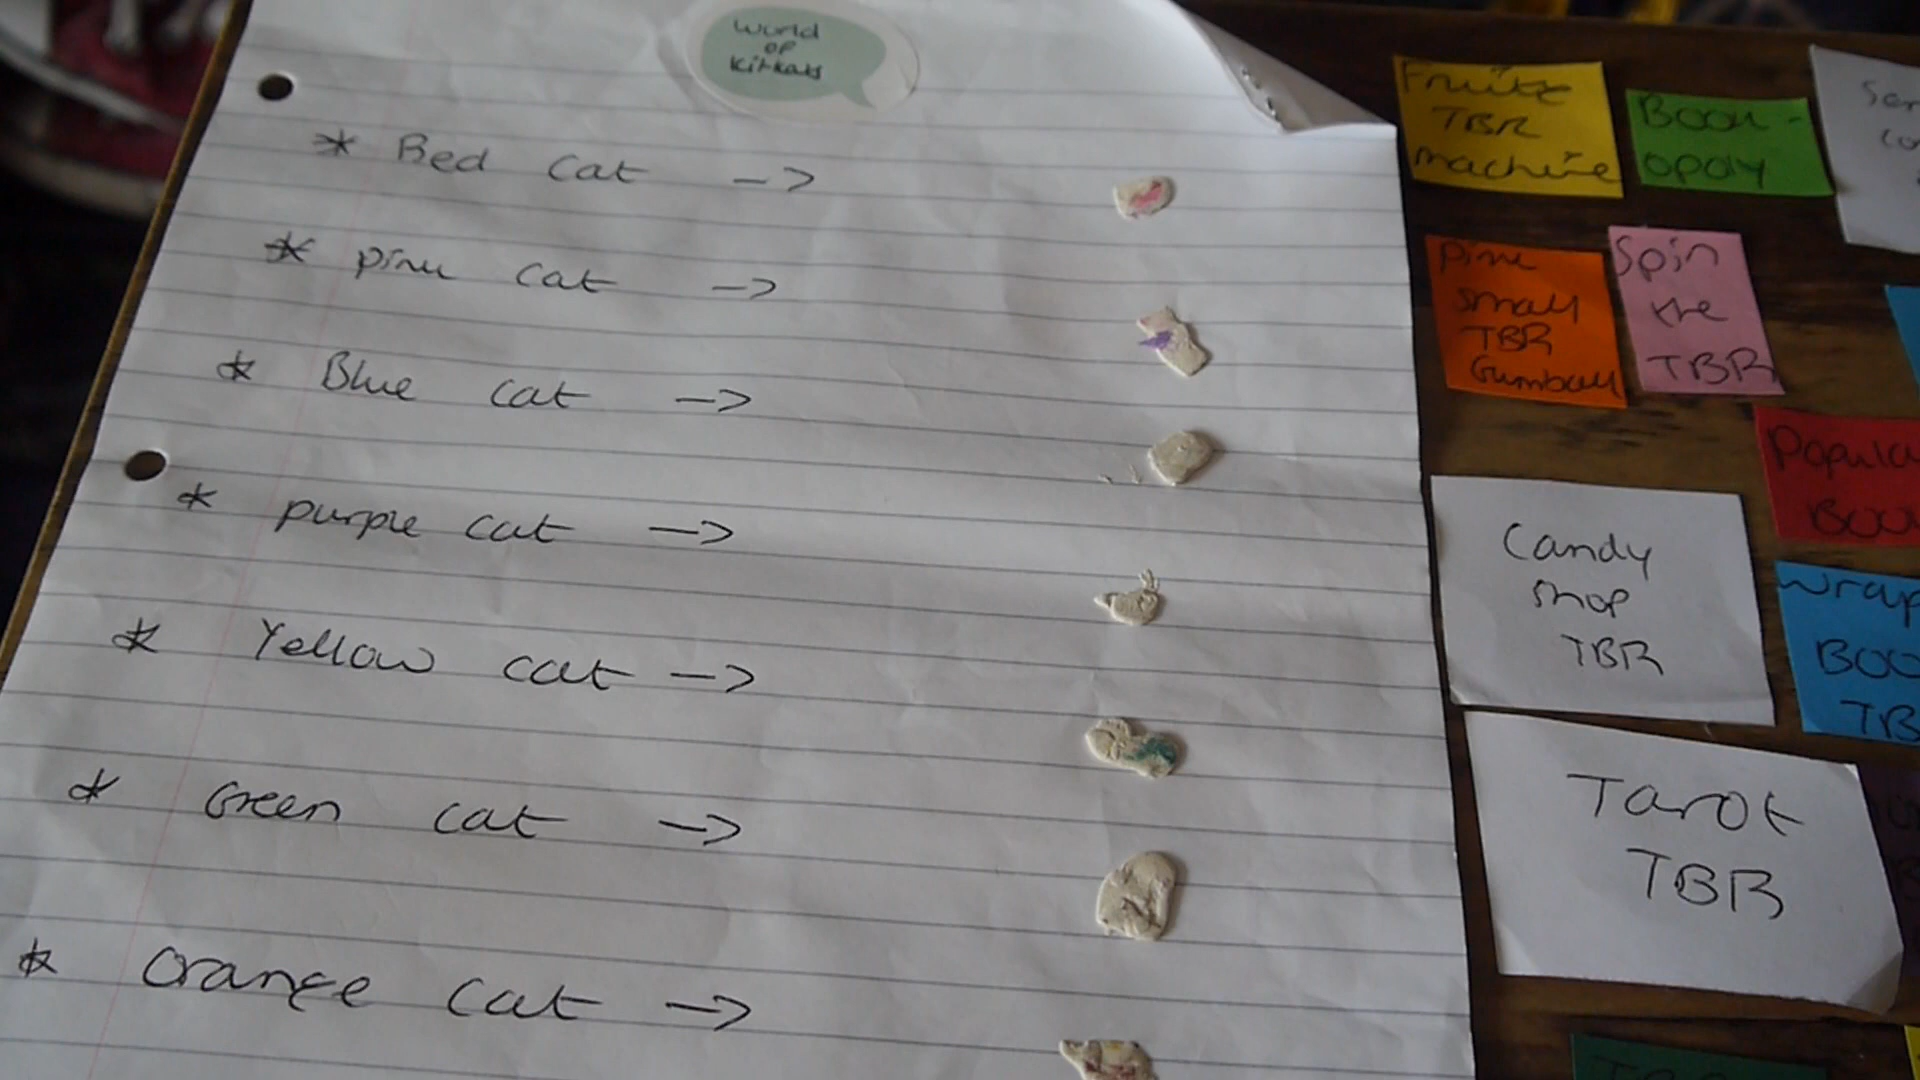 World
OF
KitKats
* Red cat ->
* pink cat ->
* Blue cat ->
* purple cat ->
* Yellow cat ->
* Green cat ->
* Orange cat ->
Fruite
TBR
machine
Book-
opoly
Pink
small
TBR
Gumball
Spin
the
TBR
Candy
shop
TBR
Tarot
TBR